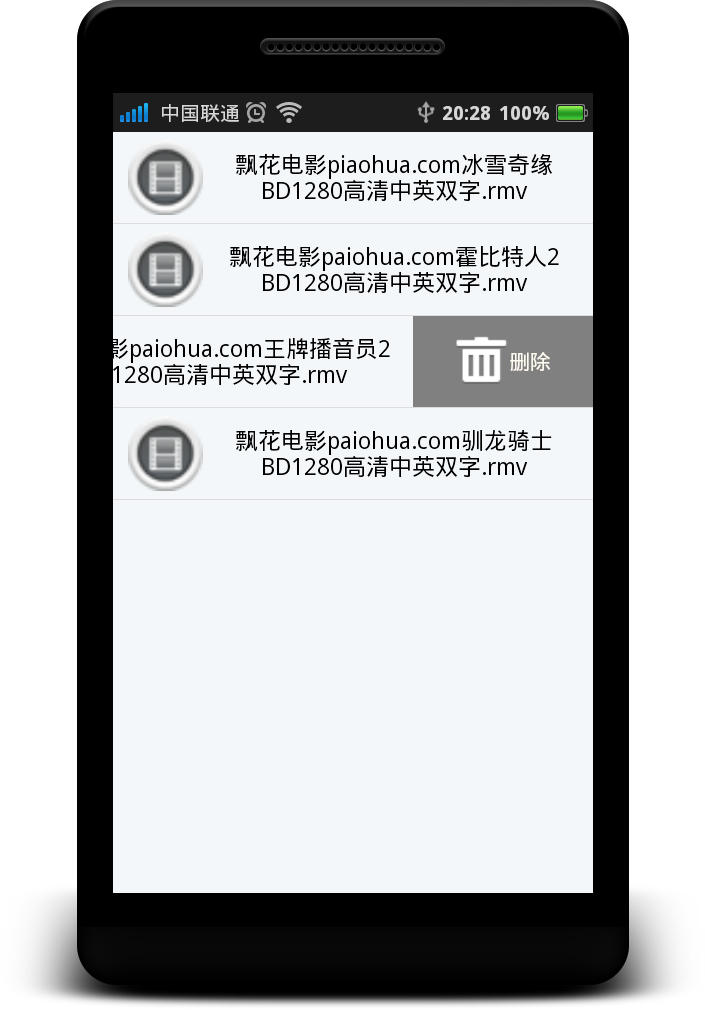 中国联通 20:28 100%
飘花电影piaohua.com冰雪奇缘
BD1280高清中英双字.rmv
飘花电影paiohua.com霍比特人2
BD1280高清中英双字.rmv
影paiohua.com王牌播音员2
1280高清中英双字.rmv
删除
飘花电影paiohua.com驯龙骑士
BD1280高清中英双字.rmv